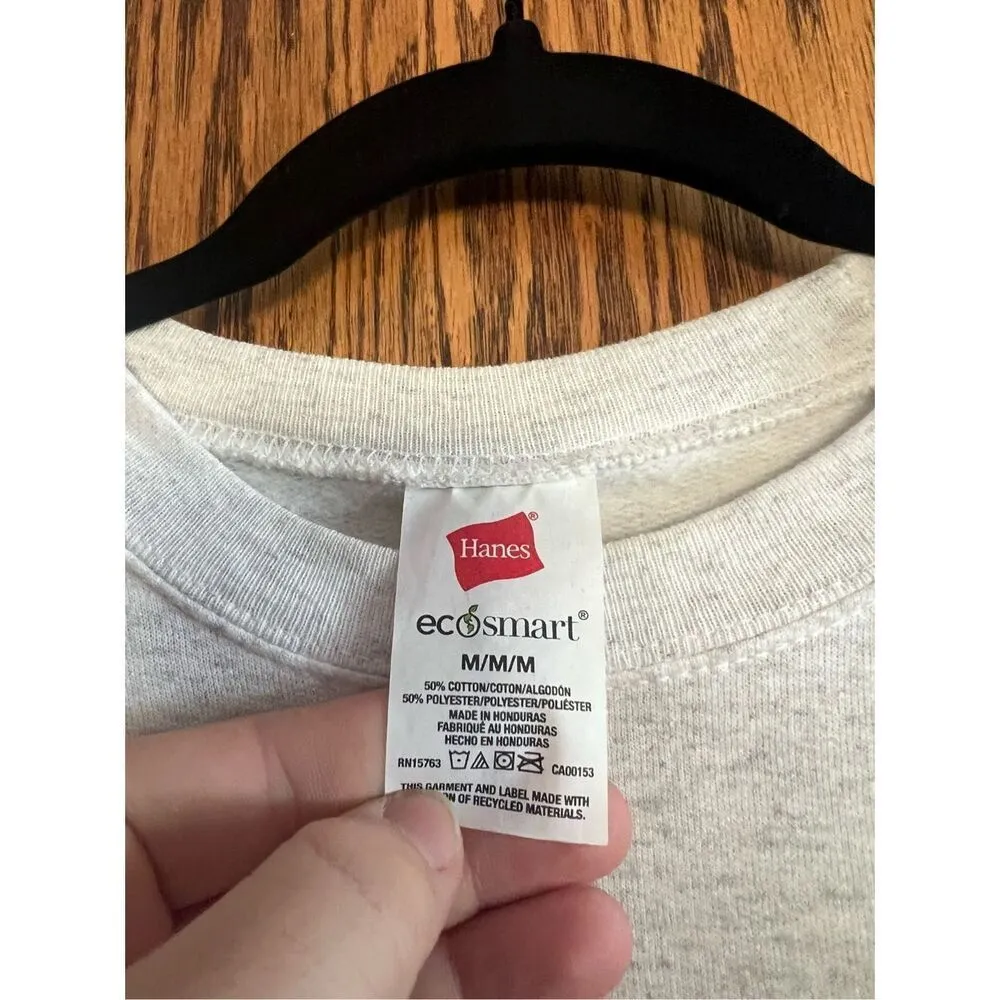 Hanes®
ecosmart®
M/M/M
50% COTTON/COTON/ALGODÓN
50% POLYESTER/POLYESTER/POLIÉSTER
MADE IN HONDURAS
FABRIQUÉ AU HONDURAS
HECHO EN HONDURAS
RN15763 CA00153
THIS GARMENT AND LABEL MADE WITH
OF RECYCLED MATERIALS.